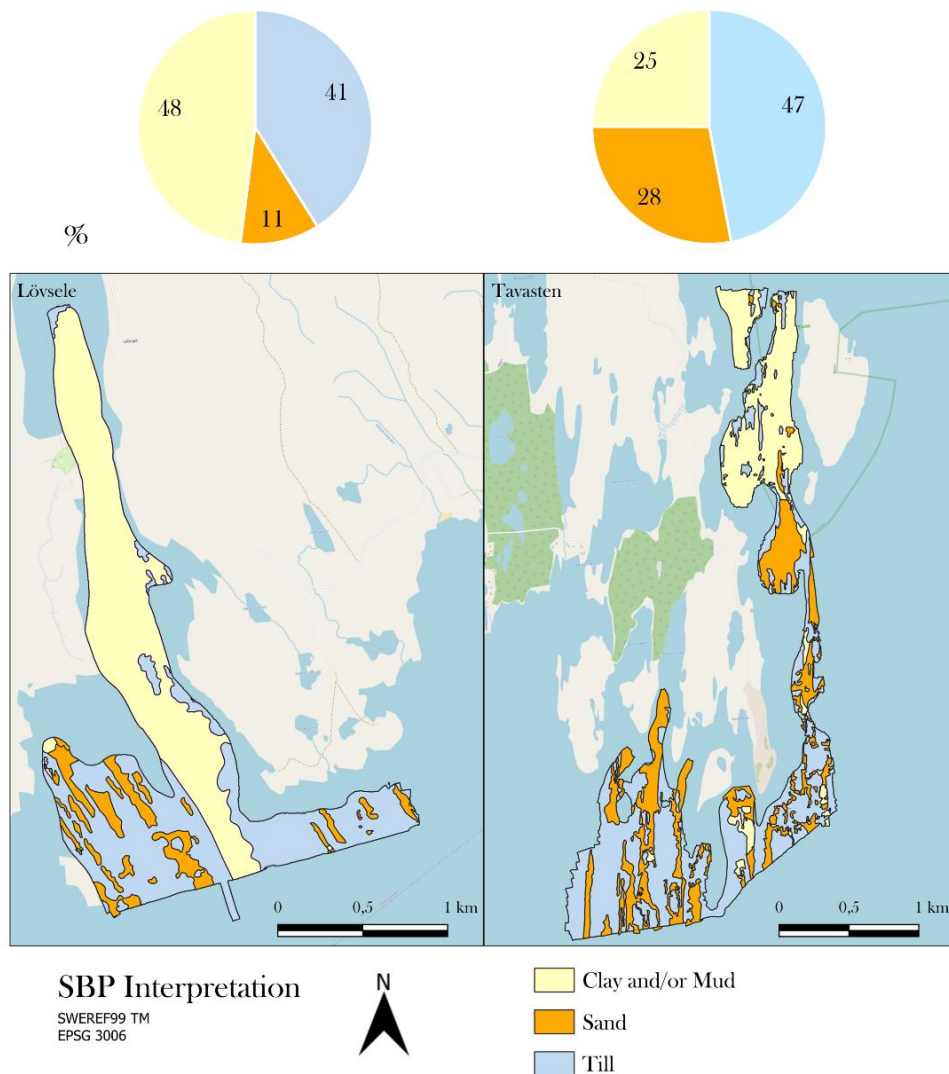 48
41
11
25
47
28
%
Lövsele
Tavasten
0 0,5 1 km
0 0,5 1 km
SBP Interpretation
SWEREF99 TM
EPSG 3006
N
Clay and/or Mud
Sand
Till